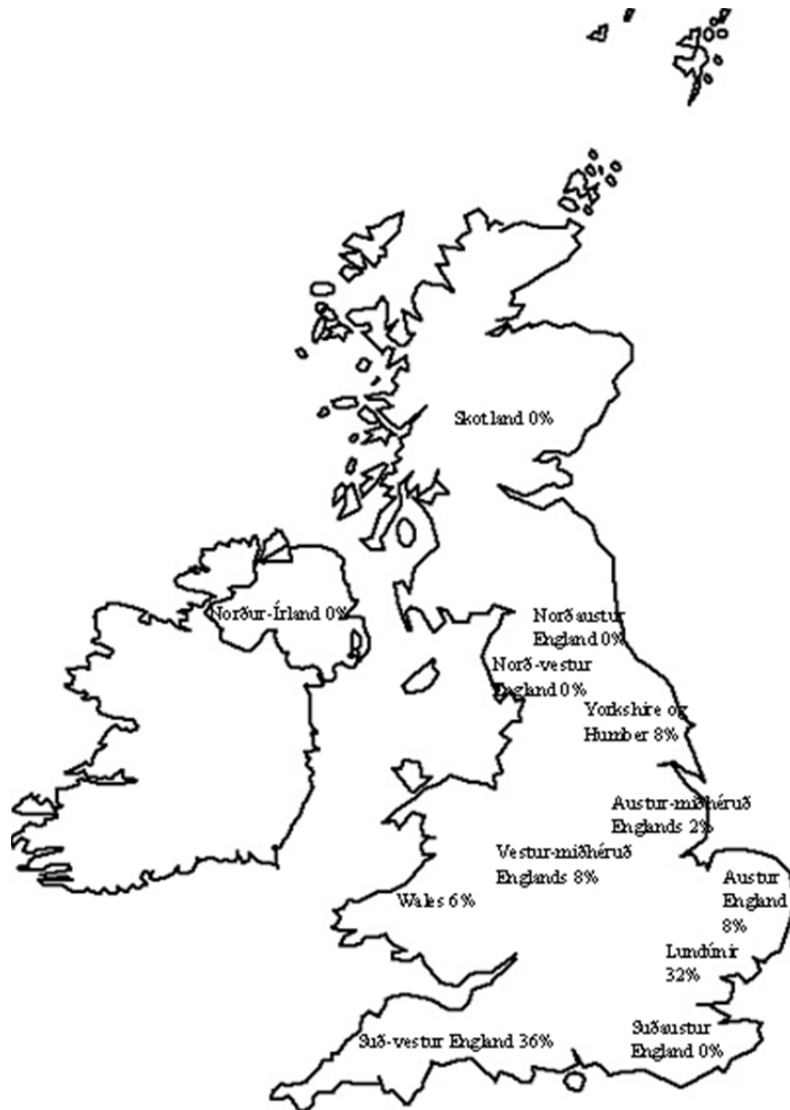 Skotland 0%
Norður-Írland 0%
Norðaustur
England 0%
Norð-vestur
England 0%
Yorkshire og
Humber 8%
Austur-miðhéruð
Englands 2%
Vestur-miðhéruð
Englands 8%
Austur
England
8%
Wales 6%
Lundúnir
32%
Suðaustur
England 0%
Suð-vestur England 36%